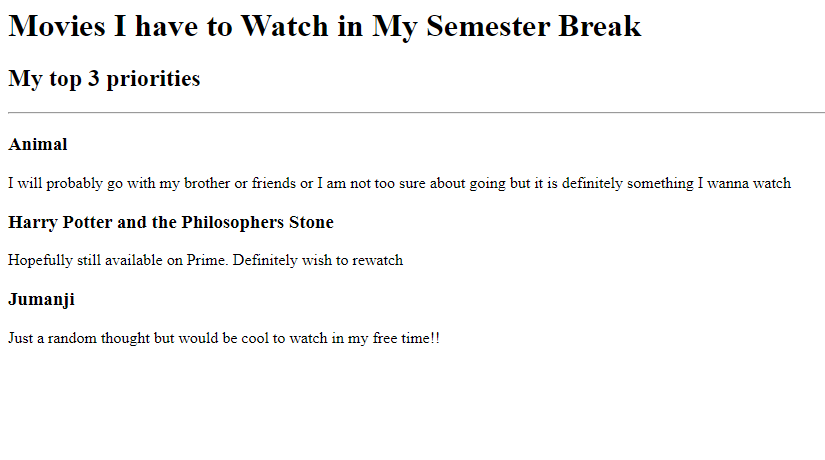 Movies I have to Watch in My Semester Break
My top 3 priorities
Animal
I will probably go with my brother or friends or I am not too sure about going but it is definitely something I wanna watch
Harry Potter and the Philosophers Stone
Hopefully still available on Prime. Definitely wish to rewatch
Jumanji
Just a random thought but would be cool to watch in my free time!!